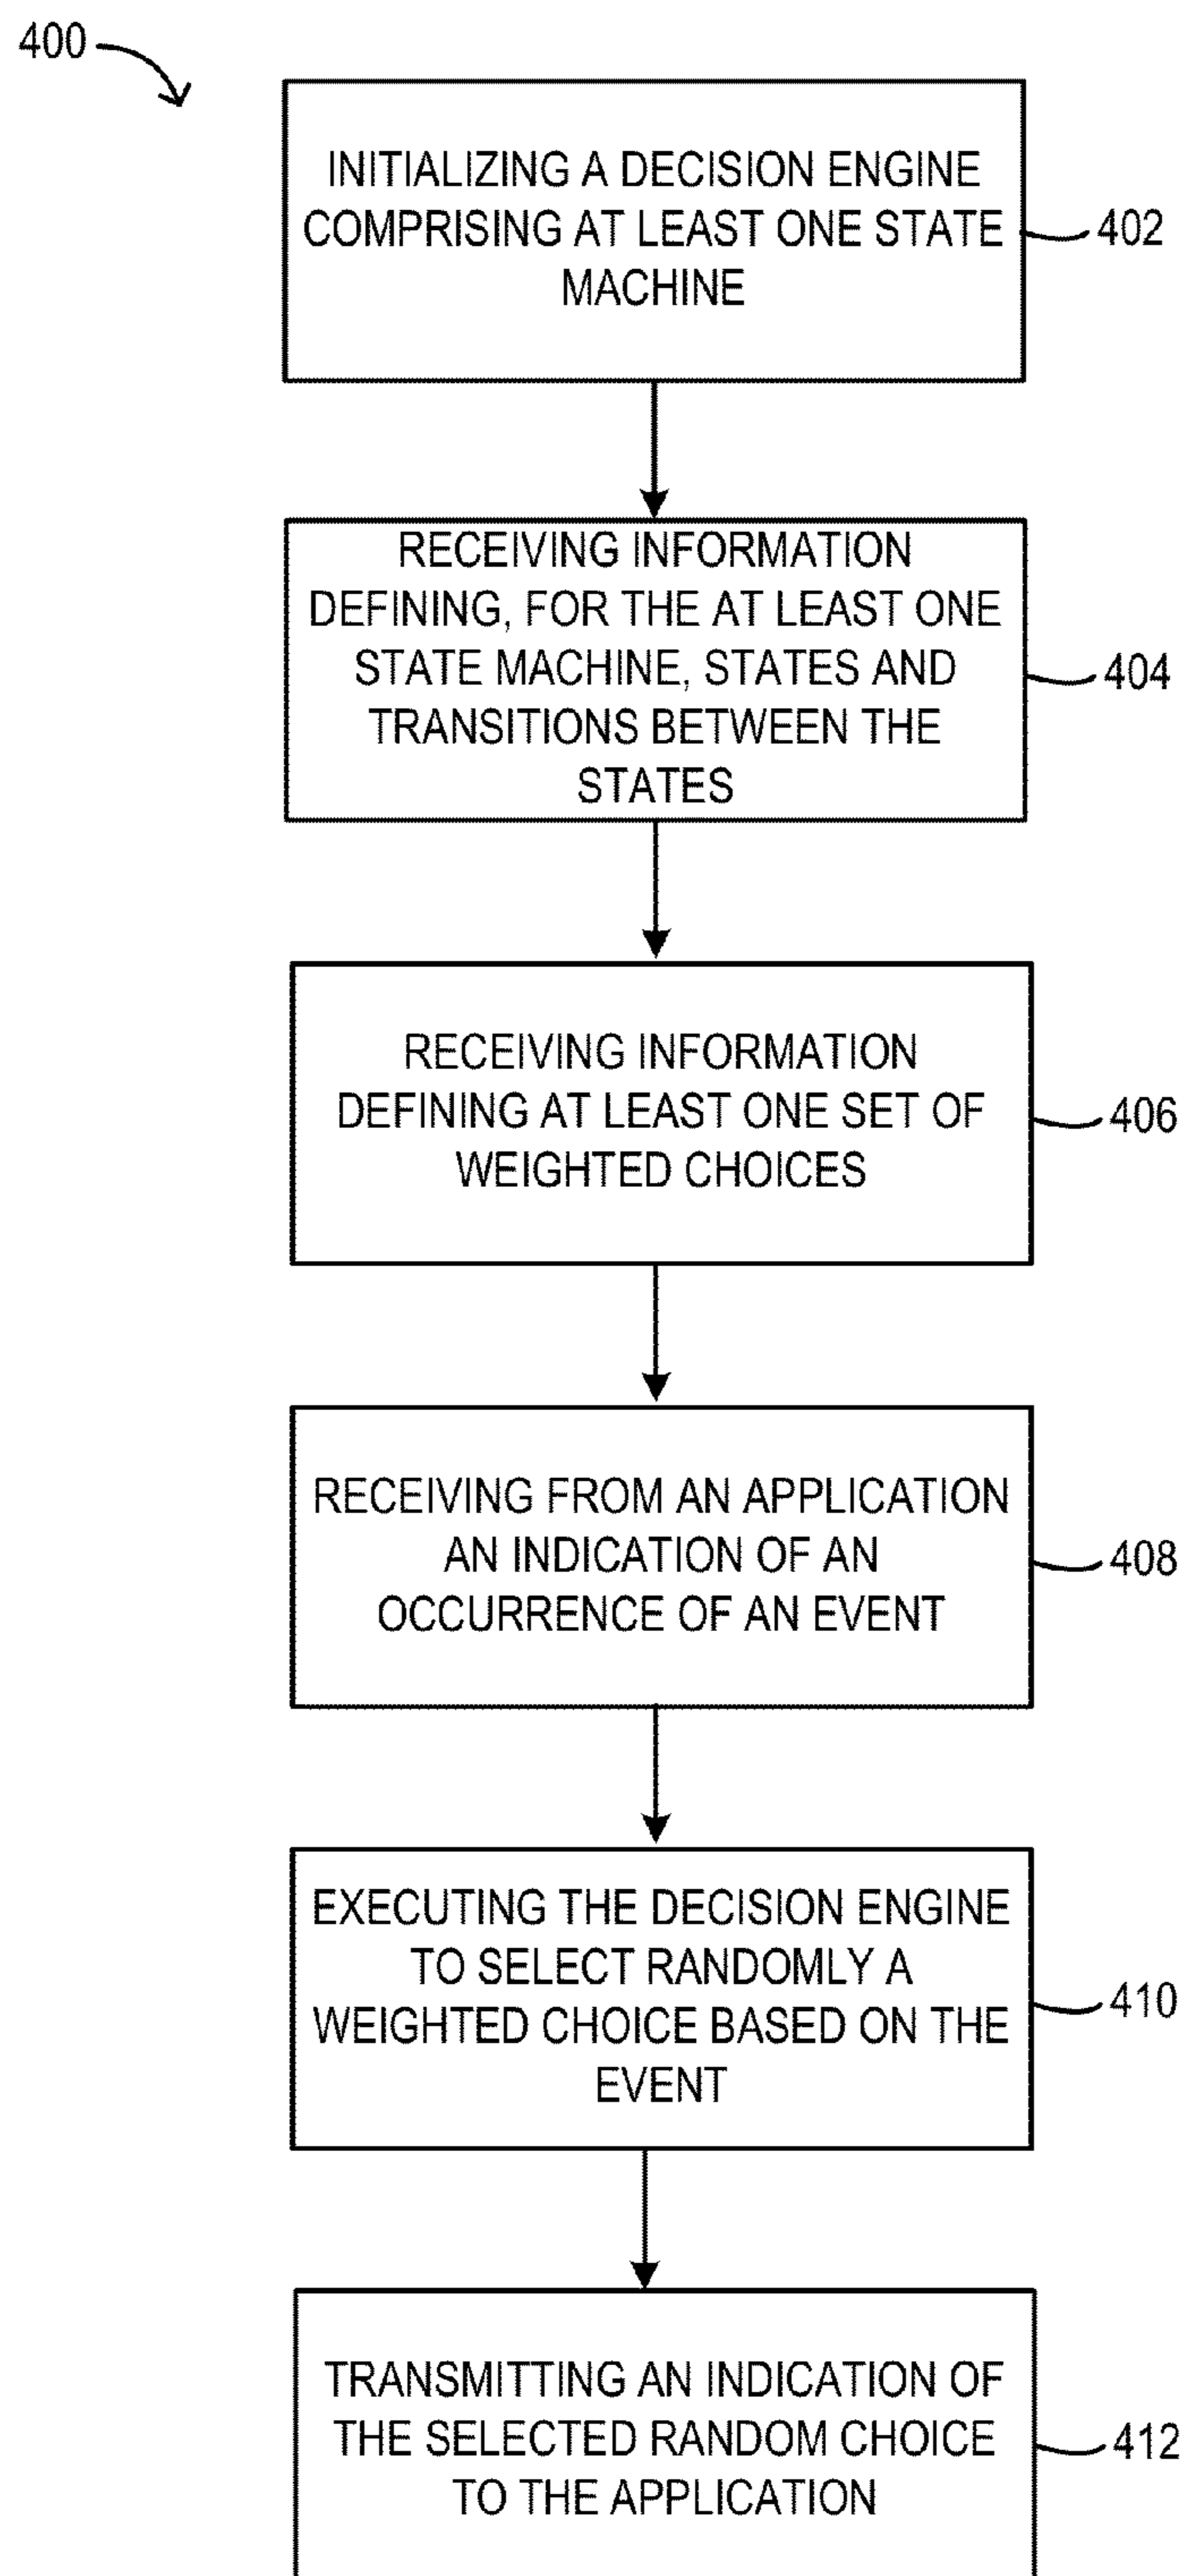 400
INITIALIZING A DECISION ENGINE
COMPRISING AT LEAST ONE STATE
MACHINE
402
RECEIVING INFORMATION
DEFINING, FOR THE AT LEAST ONE
STATE MACHINE, STATES AND
TRANSITIONS BETWEEN THE
STATES
404
RECEIVING INFORMATION
DEFINING AT LEAST ONE SET OF
WEIGHTED CHOICES
406
RECEIVING FROM AN APPLICATION
AN INDICATION OF AN
OCCURRENCE OF AN EVENT
408
EXECUTING THE DECISION ENGINE
TO SELECT RANDOMLY A
WEIGHTED CHOICE BASED ON THE
EVENT
410
TRANSMITTING AN INDICATION OF
THE SELECTED RANDOM CHOICE
TO THE APPLICATION
412